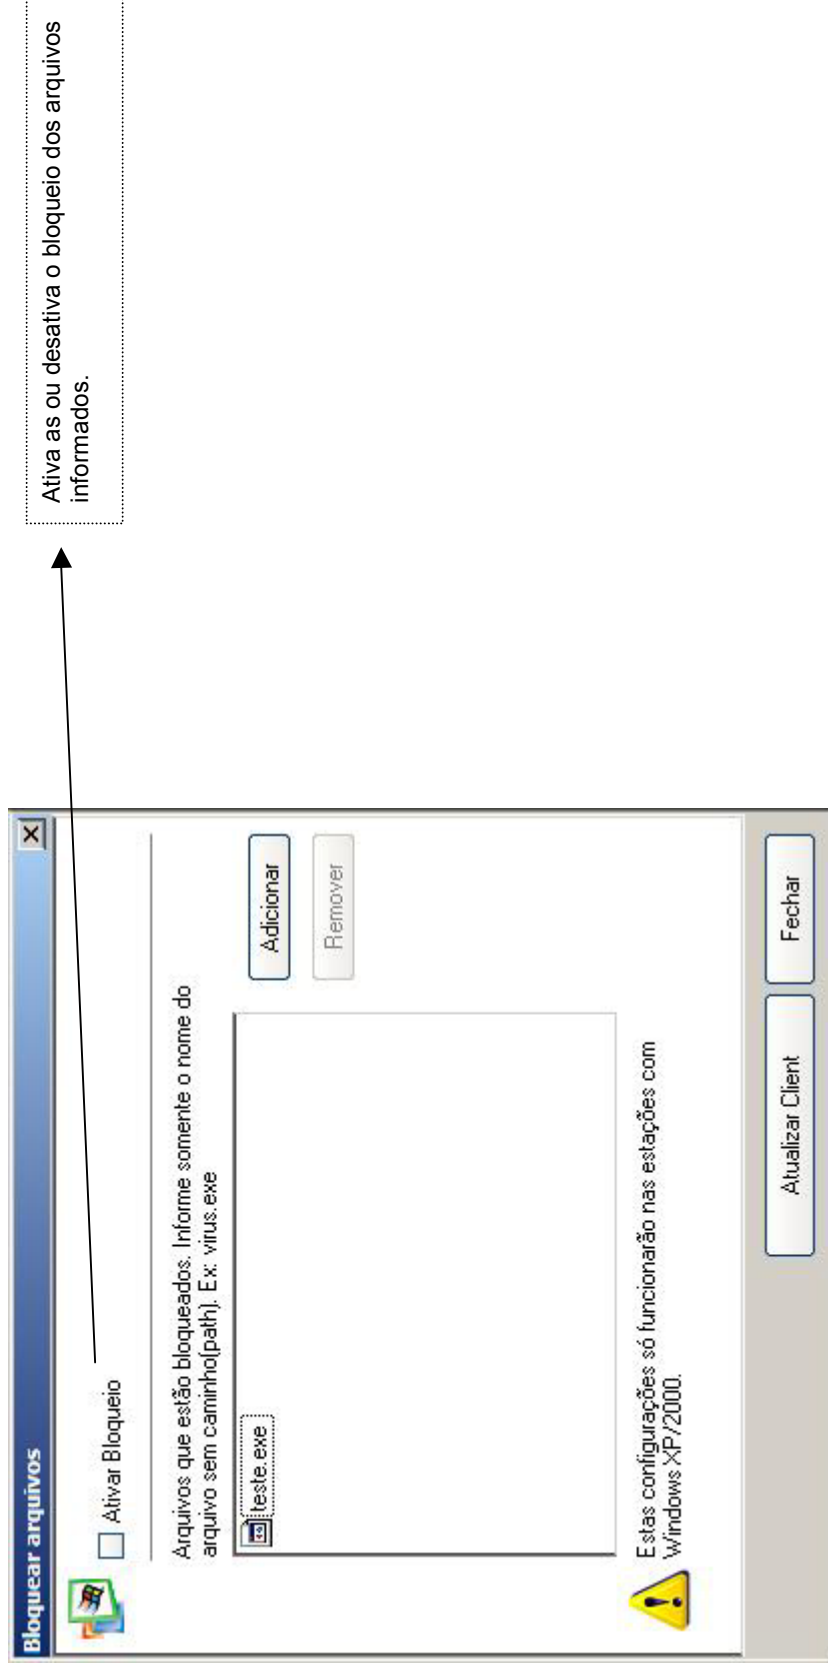 Bloquear arquivos
Ativar Bloqueio
Arquivos que estão bloqueados. Informe somente o nome do
arquivo sem caminho(path). Ex: virus.exe
teste.exe
Adicionar
Remover
Estas configurações só funcionarão nas estações com
Windows XP/2000.
Atualizar Client
Fechar
Ativa as ou desativa o bloqueio dos arquivos
informados.